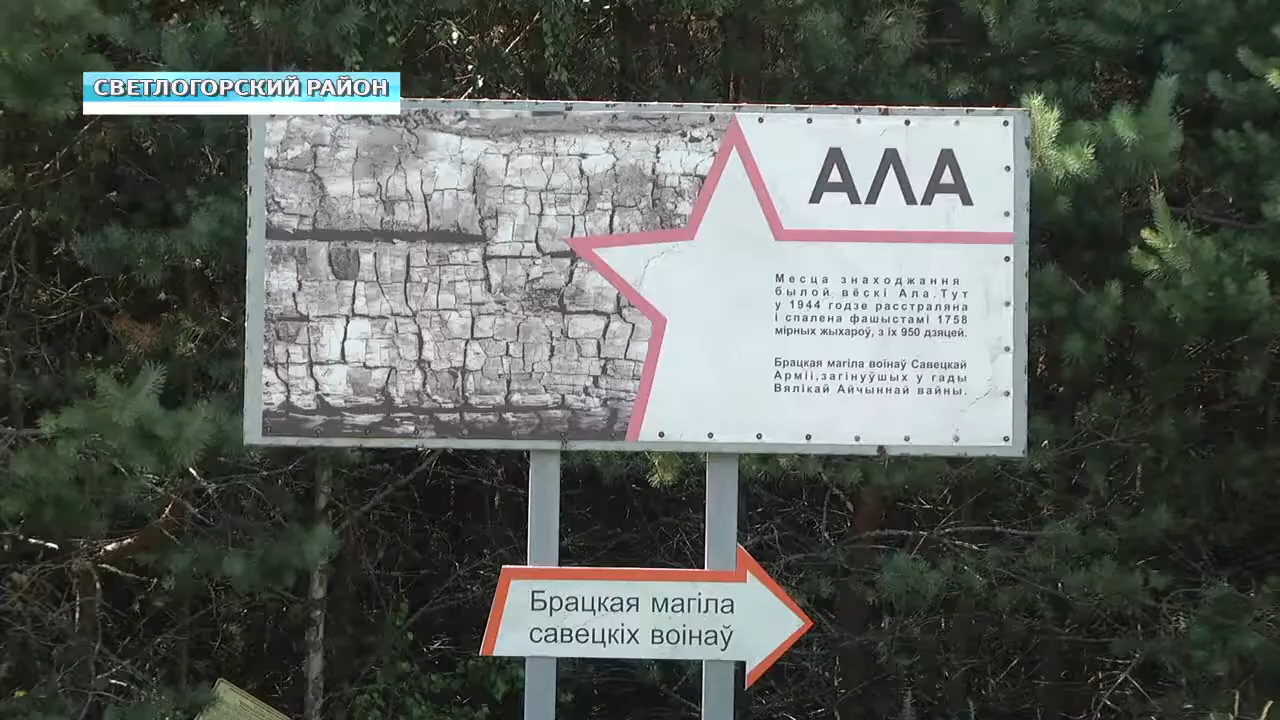 СВЕТЛОГОРСКИЙ РАЙОН
АЛА
Месца знаходжання
былой вёскі Ала. Тут
у 1944 годзе расстраляна
і спалена фашыстамі 1758
мірных жыхароў, з іх 950 дзяцей.
Брацкая магіла воінаў Савецкай
Арміі, загінуўшых у гады
Вялікай Айчыннай вайны.
Брацкая магіла
савецкіх воінаў